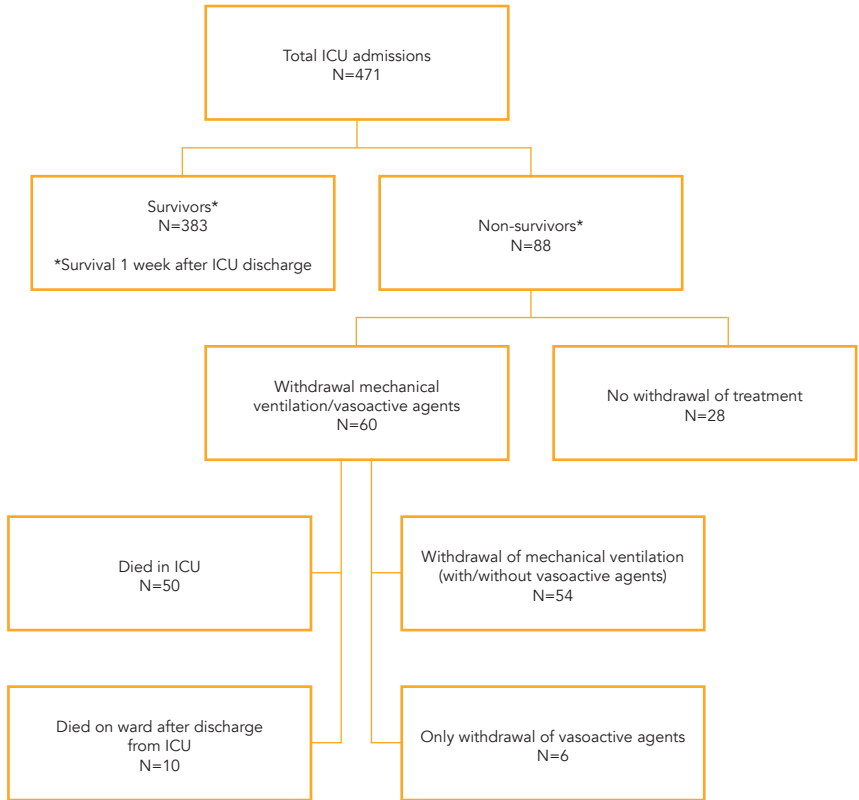 Total ICU admissions
N=471
Survivors*
N=383
*Survival 1 week after ICU discharge
Non-survivors*
N=88
Withdrawal mechanical
ventilation/vasoactive agents
N=60
No withdrawal of treatment
N=28
Died in ICU
N=50
Withdrawal of mechanical ventilation
(with/without vasoactive agents)
N=54
Died on ward after discharge
from ICU
N=10
Only withdrawal of vasoactive agents
N=6